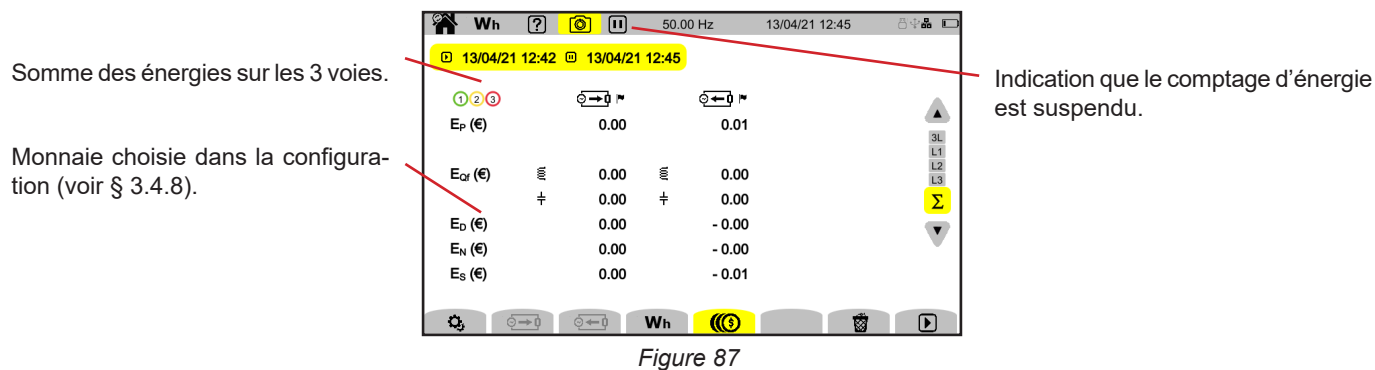 Wh ? 50.00 Hz 13/04/21 12:45
13/04/21 12:42 13/04/21 12:45
Somme des énergies sur les 3 voies.
Indication que le comptage d'énergie
est suspendu.
1 2 3
EP (€) 0.00 0.01
3L
L1
L2
L3
Σ
Monnaie choisie dans la configura-
tion (voir § 3.4.8).
EQf (€) 0.00 0.00
0.00 0.00
ED (€) 0.00 - 0.00
EN (€) 0.00 - 0.00
ES (€) 0.00 - 0.01
Wh $
Figure 87